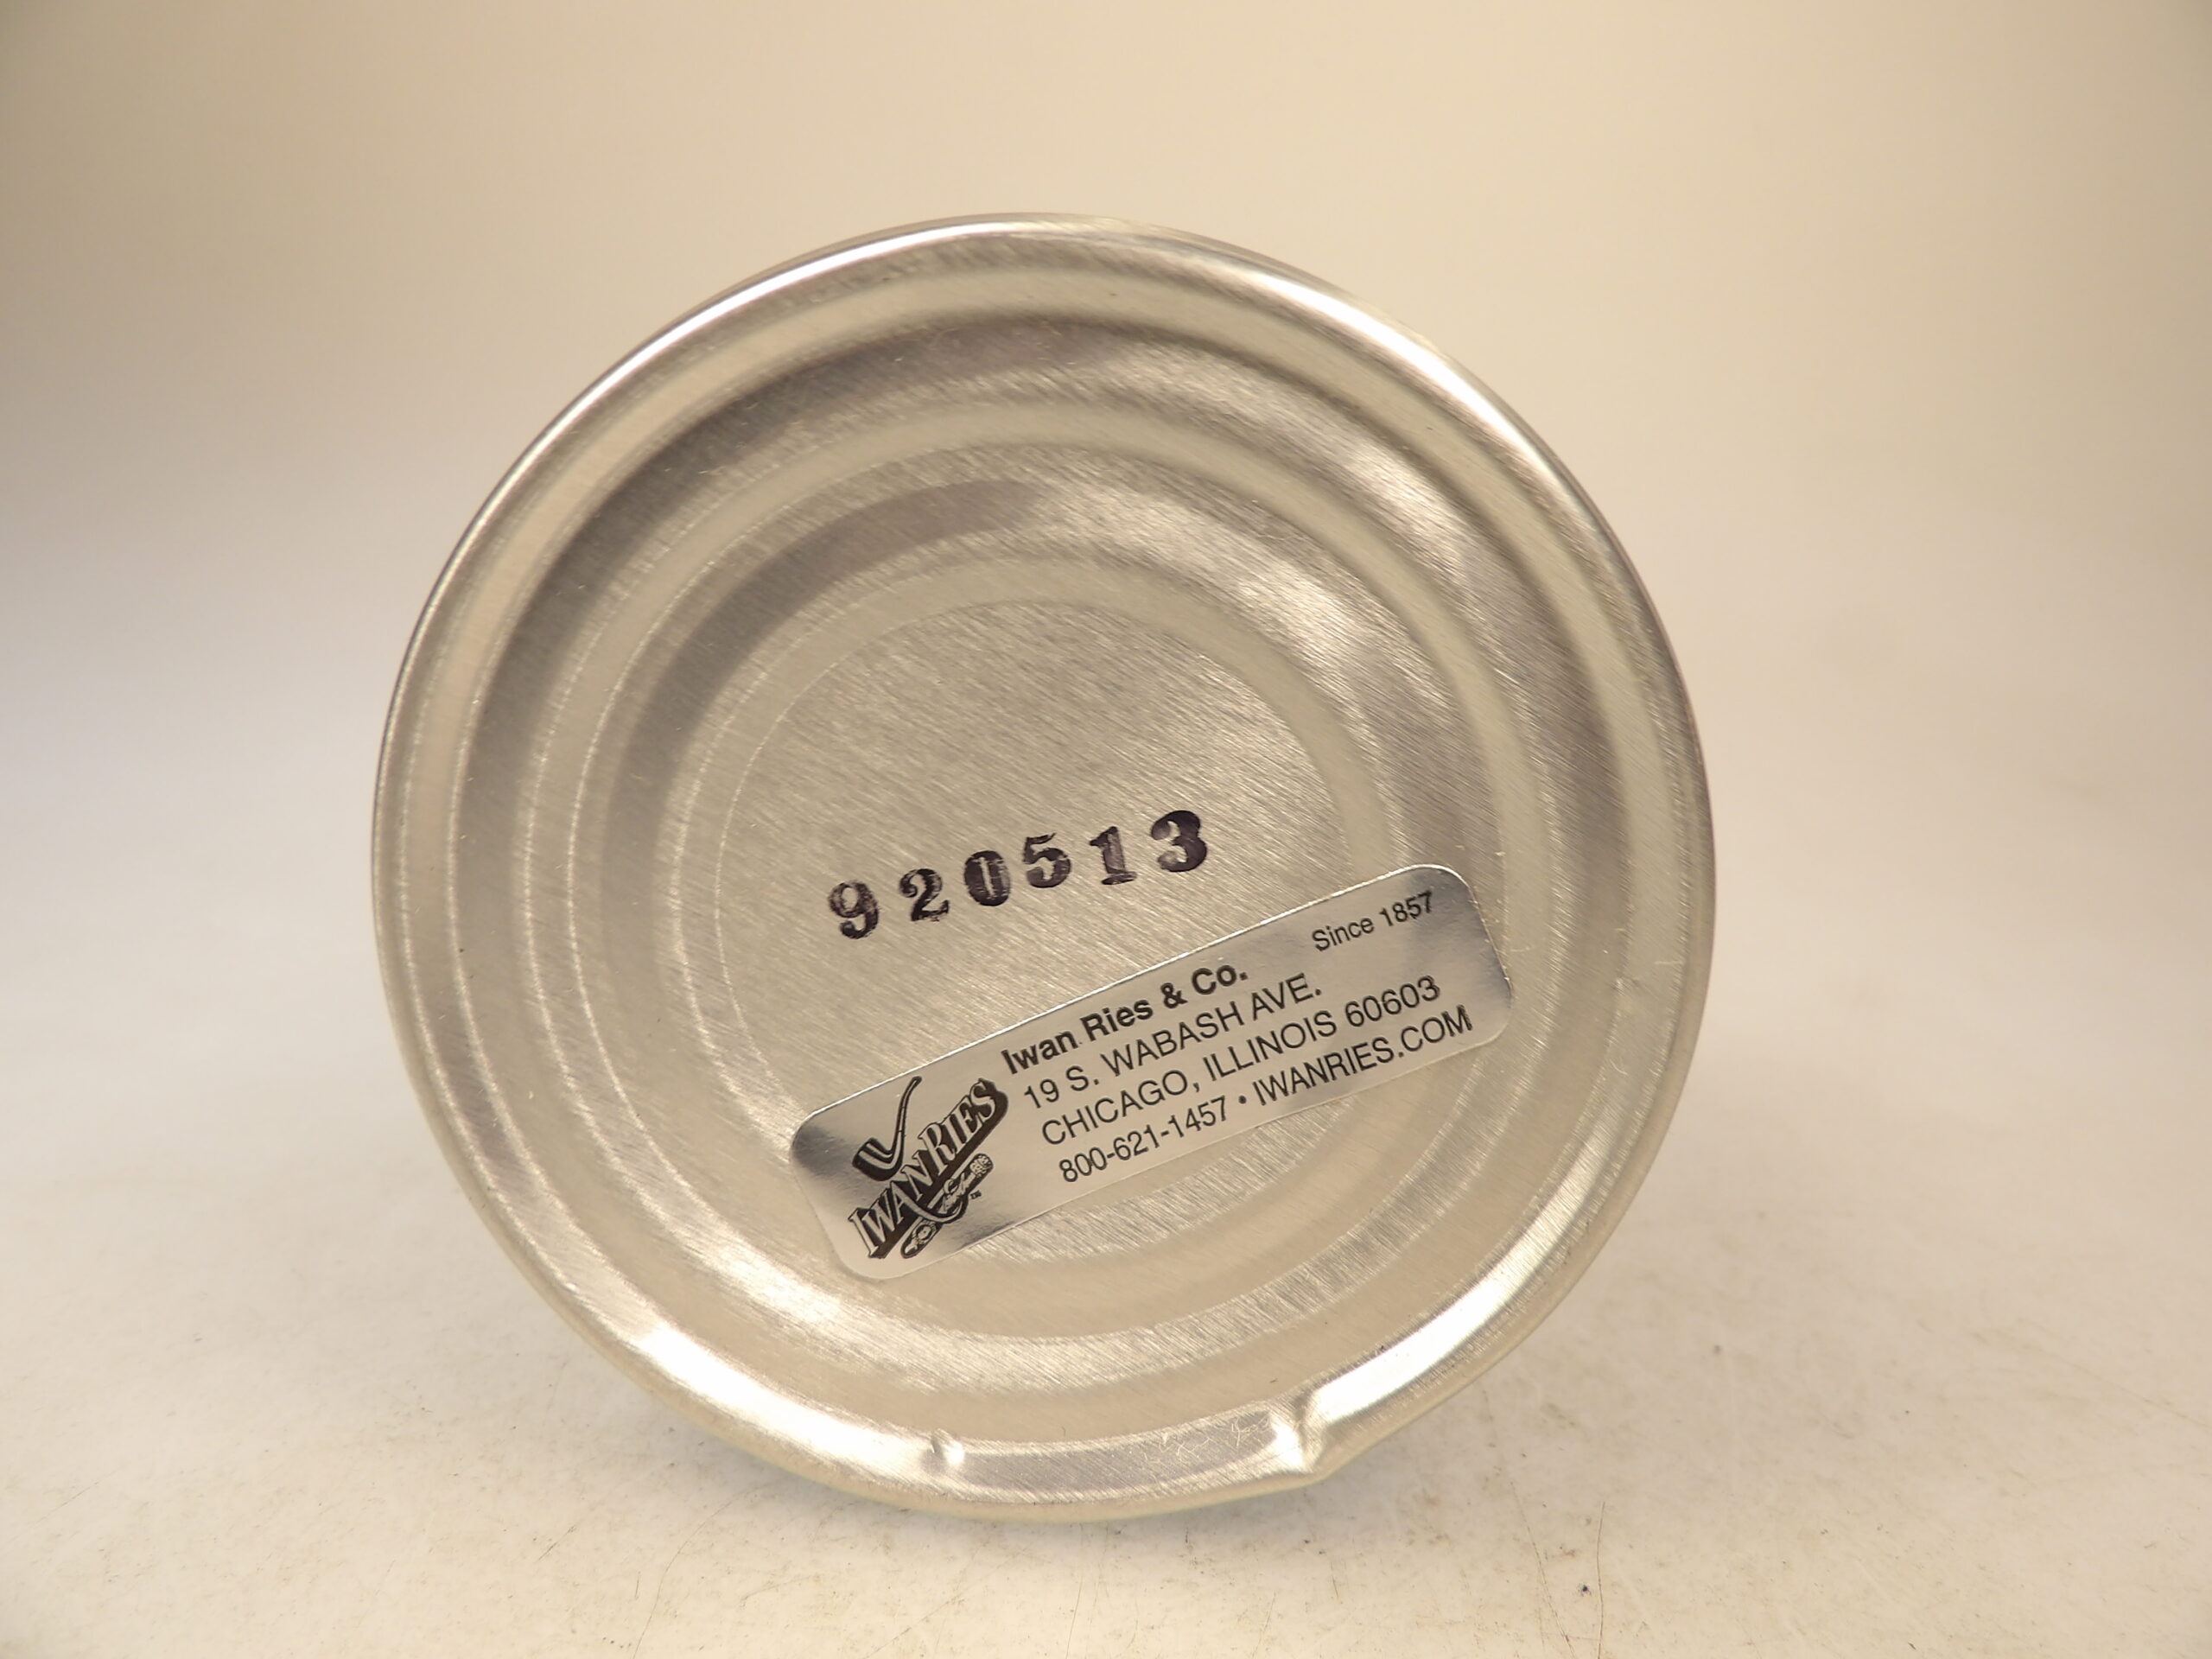 920513
Since 1857
Iwan Ries & Co.
19 S. WABASH AVE.
CHICAGO, ILLINOIS 60603
800-621-1457 • IWANRIES.COM
IWAN RIES
TM